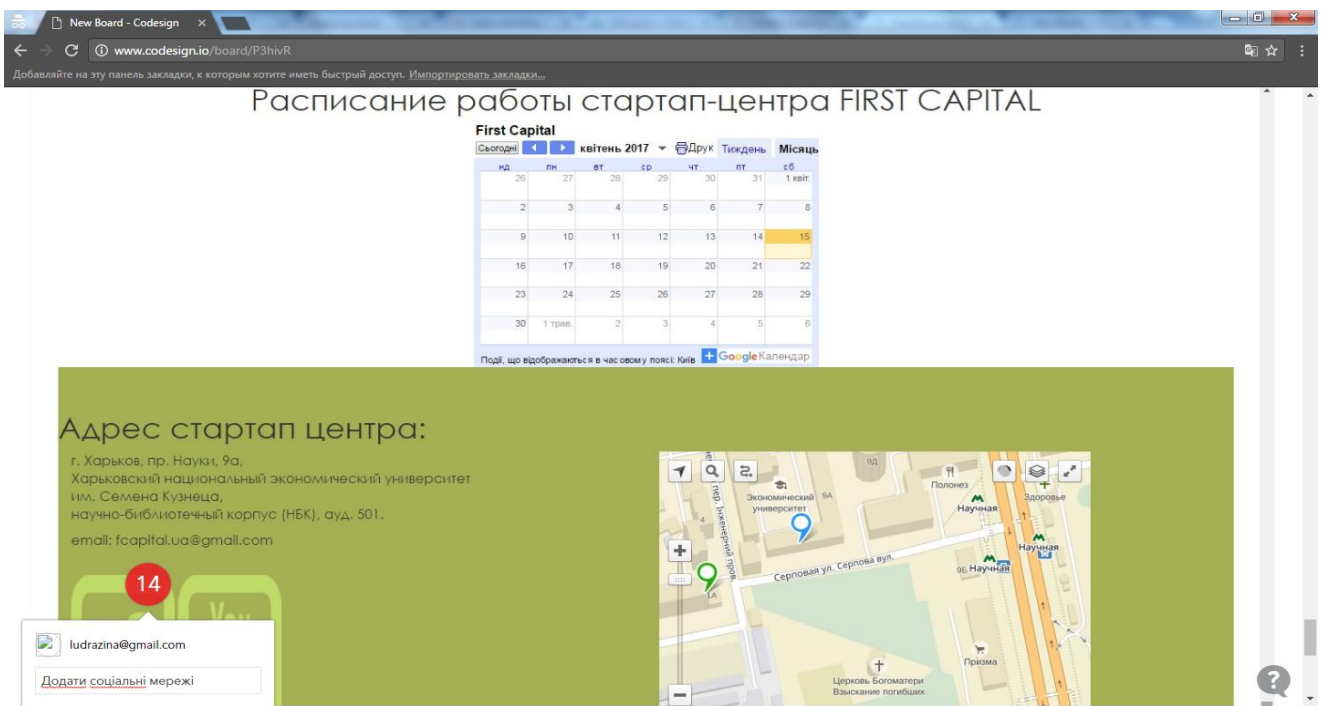 New Board - Codesign
www.codesign.io/board/P3hivR
Добавляйте на эту панель закладки, к которым хотите иметь быстрый доступ. Импортировать закладки...
Расписание работы стартап-центра FIRST CAPITAL
First Capital
Сьогодні квітень 2017 Друк Тиждень Місяць
нд пн вт ср чт пт сб
26 27 28 29 30 31 1 квіт.
2 3 4 5 6 7 8
9 10 11 12 13 14 15
16 17 18 19 20 21 22
23 24 25 26 27 28 29
30 1 трав. 2 3 4 5 6
Події, що відображаються в часовому поясі: Київ Google Календар
Адрес стартап центра:
г. Харьков, пр. Науки, 9а,
Харьковский национальный экономический университет
им. Семена Кузнеца,
научно-библиотечный корпус (НБК), ауд. 501.
email: fcapital.ua@gmail.com
14
You
ludrazina@gmail.com
Додати соціальні мережі
9Д
Полонез
Здоровье
Экономический
университет
9А
Научная
4
пер. Інженерний пров.
Научная
Серповая ул. Серпова вул.
9Б
Научная
1А
Призма
Церковь Богоматери
Взыскание погибших
?